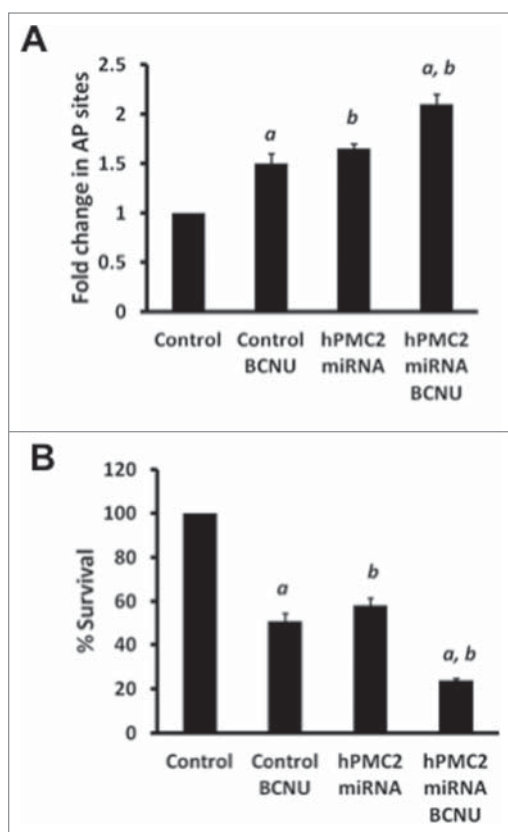 A
Fold change in AP sites
2.5
2
1.5
1
0.5
0
a
b
a, b
Control
Control
BCNU
hPMC2
miRNA
hPMC2
miRNA
BCNU
B
% Survival
120
100
80
60
40
20
0
a
b
a, b
Control
Control
BCNU
hPMC2
miRNA
hPMC2
miRNA
BCNU